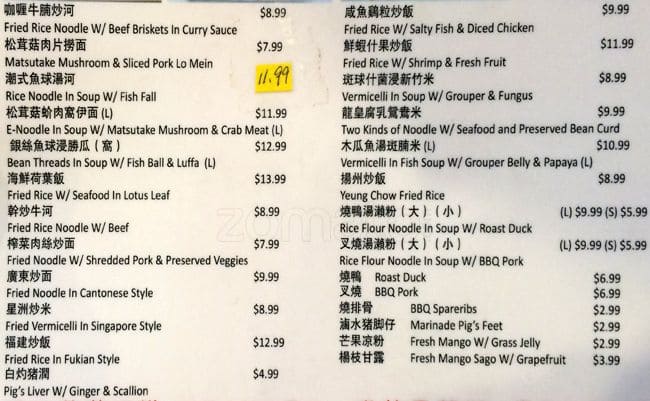 咖喱牛腩炒河 $8.99
Fried Rice Noodle W/ Beef Briskets In Curry Sauce
松茸菇肉片撈面 $7.99
Matsutake Mushroom & Sliced Pork Lo Mein
潮式魚球湯河 11.99
Rice Noodle In Soup W/ Fish Fall
松茸菇蚧肉窩伊面 (L) $11.99
E-Noodle In Soup W/ Matsutake Mushroom & Crab Meat (L)
銀絲魚球浸勝瓜（窩） $12.99
Bean Threads In Soup W/ Fish Ball & Luffa (L)
海鮮荷葉飯 $13.99
Fried Rice W/ Seafood In Lotus Leaf
幹炒牛河 $8.99
Fried Rice Noodle W/ Beef
榨菜肉絲炒面 $7.99
Fried Noodle W/ Shredded Pork & Preserved Veggies
廣東炒面 $9.99
Fried Noodle In Cantonese Style
星洲炒米 $8.99
Fried Vermicelli In Singapore Style
福建炒飯 $12.99
Fried Rice In Fukian Style
白灼豬潤 $4.99
Pig's Liver W/ Ginger & Scallion
咸魚鷄粒炒飯 $9.99
Fried Rice W/ Salty Fish & Diced Chicken
鮮蝦什果炒飯 $11.99
Fried Rice W/ Shrimp & Fresh Fruit
斑球什菌浸新竹米 $8.99
Vermicelli In Soup W/ Grouper & Fungus
龍皇腐乳鴛鴦米 $9.99
Two Kinds of Noodle W/ Seafood and Preserved Bean Curd
木瓜魚湯斑腩米 (L) $10.99
Vermicelli In Fish Soup W/ Grouper Belly & Papaya (L)
揚州炒飯 $8.99
Yeung Chow Fried Rice
燒鴨湯瀨粉（大）（小） (L) $9.99 (S) $5.99
Rice Flour Noodle In Soup W/ Roast Duck
叉燒湯瀨粉（大）（小） (L) $9.99 (S) $5.99
Rice Flour Noodle In Soup W/ BBQ Pork
燒鴨 Roast Duck $6.99
叉燒 BBQ Pork $6.99
燒排骨 BBQ Spareribs $2.99
滷水猪脚仔 Marinade Pig's Feet $2.99
芒果凉粉 Fresh Mango W/ Grass Jelly $2.99
楊枝甘露 Fresh Mango Sago W/ Grapefruit $3.99